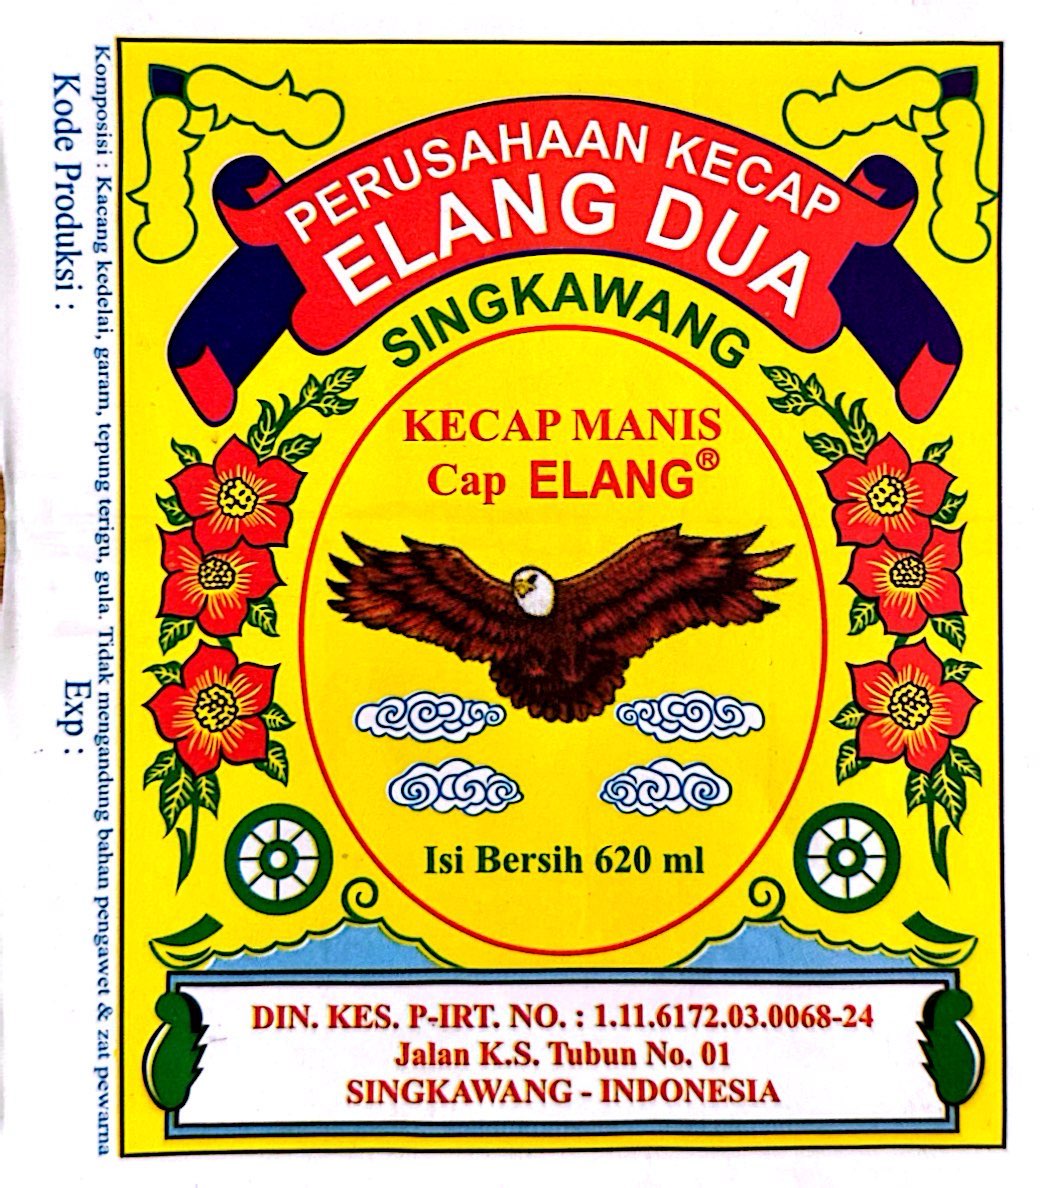 PERUSAHAAN KECAP
ELANG DUA
SINGKAWANG
KECAP MANIS
Cap ELANG®
Isi Bersih 620 ml
DIN. KES. P-IRT. NO. : 1.11.6172.03.0068-24
Jalan K.S. Tubun No. 01
SINGKAWANG - INDONESIA
Komposisi : Kacang kedelai, garam, tepung terigu, gula. Tidak mengandung bahan pengawet & zat pewarna
Kode Produksi :
Exp :